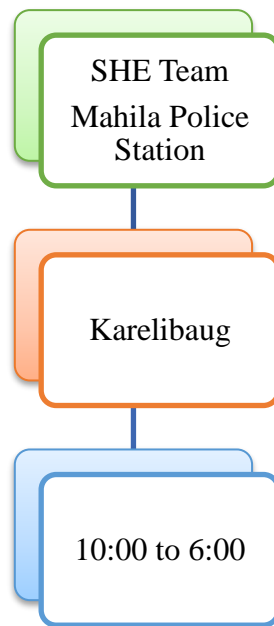 SHE Team
Mahila Police
Station
Karelibaug
10:00 to 6:00